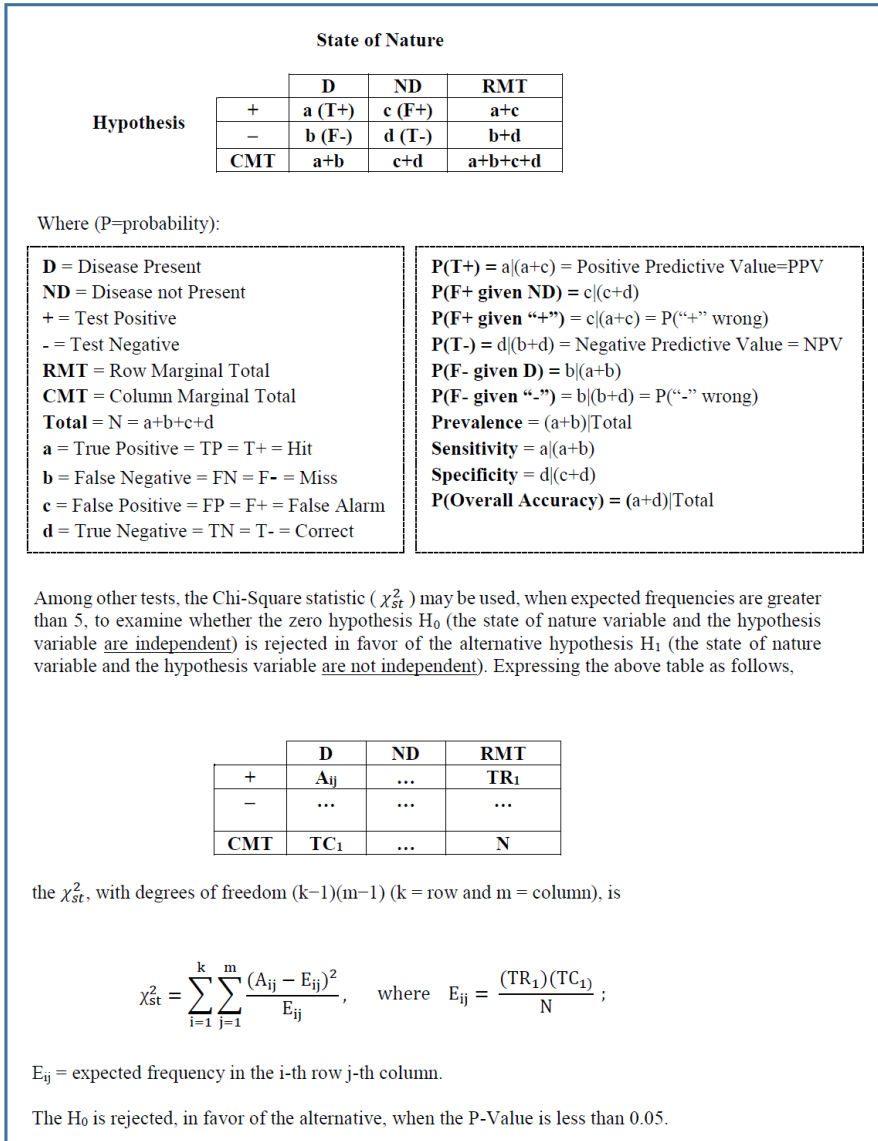 State of Nature
D ND RMT
Hypothesis + a (T+) c (F+) a+c
− b (F-) d (T-) b+d
CMT a+b c+d a+b+c+d
Where (P=probability):
D = Disease Present
ND = Disease not Present
+ = Test Positive
- = Test Negative
RMT = Row Marginal Total
CMT = Column Marginal Total
Total = N = a+b+c+d
a = True Positive = TP = T+ = Hit
b = False Negative = FN = F- = Miss
c = False Positive = FP = F+ = False Alarm
d = True Negative = TN = T- = Correct
P(T+) = a|(a+c) = Positive Predictive Value=PPV
P(F+ given ND) = c|(c+d)
P(F+ given “+”) = c|(a+c) = P(“+” wrong)
P(T-) = d|(b+d) = Negative Predictive Value = NPV
P(F- given D) = b|(a+b)
P(F- given “-”) = b|(b+d) = P(“-” wrong)
Prevalence = (a+b)|Total
Sensitivity = a|(a+b)
Specificity = d|(c+d)
P(Overall Accuracy) = (a+d)|Total
Among other tests, the Chi-Square statistic ( χ²st ) may be used, when expected frequencies are greater
than 5, to examine whether the zero hypothesis H₀ (the state of nature variable and the hypothesis
variable are independent) is rejected in favor of the alternative hypothesis H₁ (the state of nature
variable and the hypothesis variable are not independent). Expressing the above table as follows,
D ND RMT
+ Aij ... TR₁
− ... ... ...
CMT TC₁ ... N
the χ²st, with degrees of freedom (k−1)(m−1) (k = row and m = column), is
χ²st = ∑ᵏᵢ₌₁ ∑ᵐⱼ₌₁ (Aij − Eij)² / Eij, where Eij = (TR₁)(TC₁) / N ;
Eij = expected frequency in the i-th row j-th column.
The H₀ is rejected, in favor of the alternative, when the P-Value is less than 0.05.